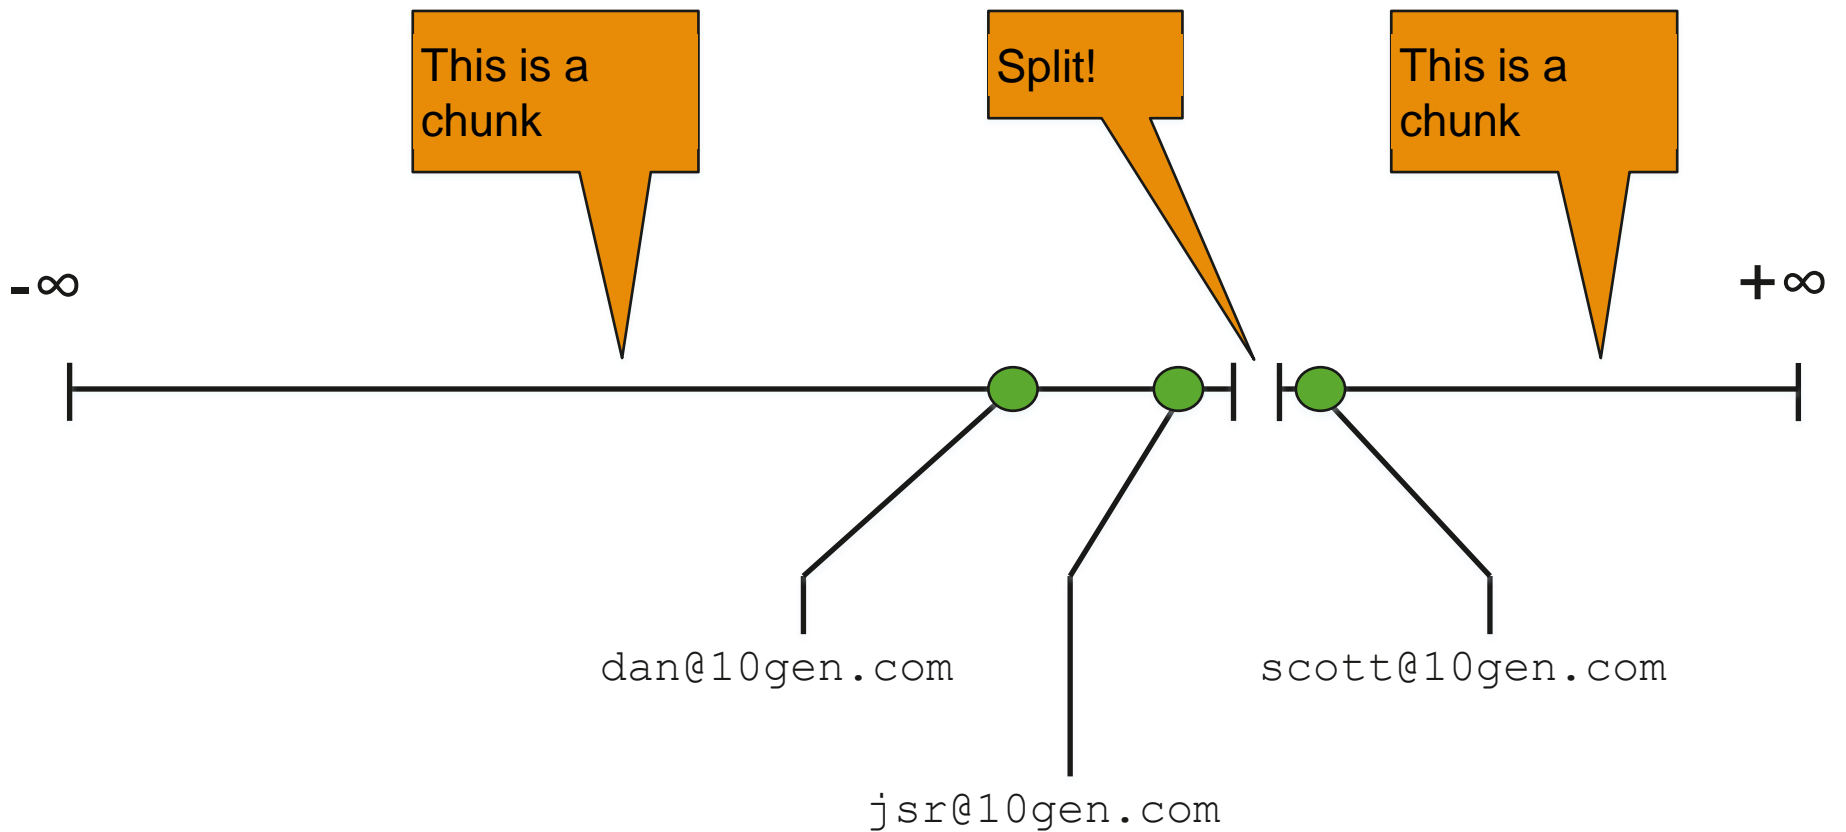 This is a
chunk
Split!
This is a
chunk
-∞
+∞
dan@10gen.com
scott@10gen.com
jsr@10gen.com